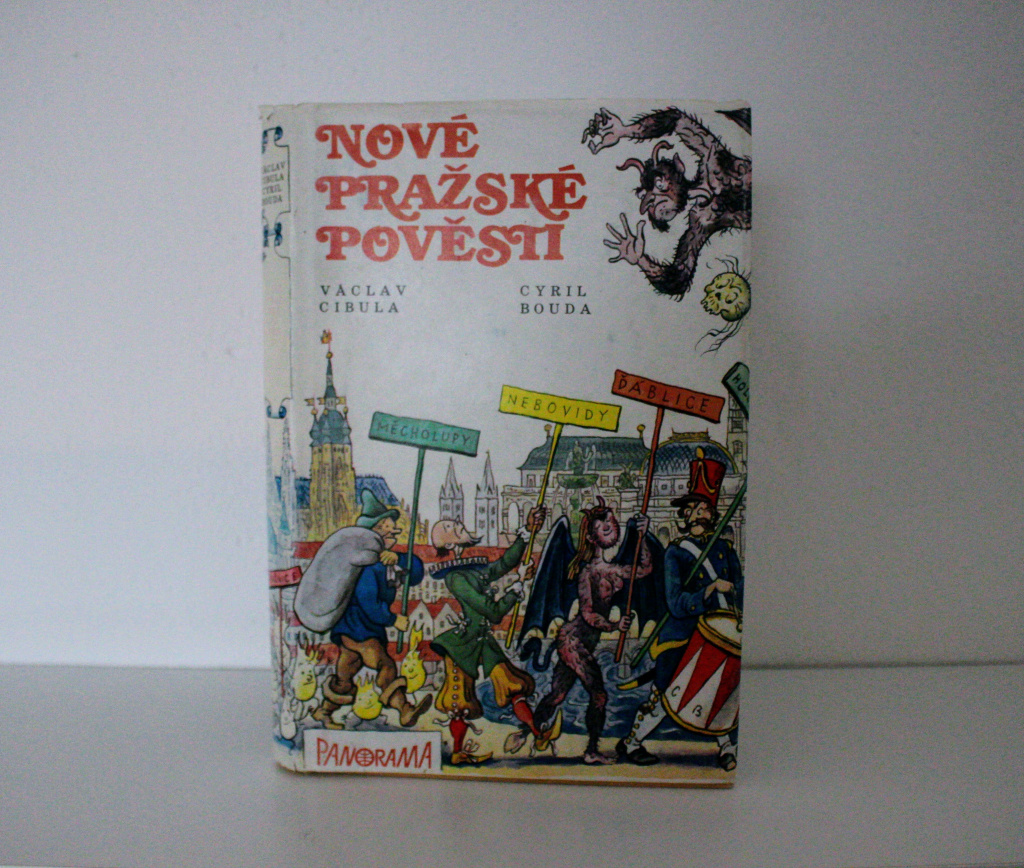 NOVÉ
PRAŽSKÉ
POVĚSTI
VÁCLAV
CIBULA
CYRIL
BOUDA
MĚCHOLUPY
NEBOVIDY
ĎÁBLICE
C B
PANORAMA